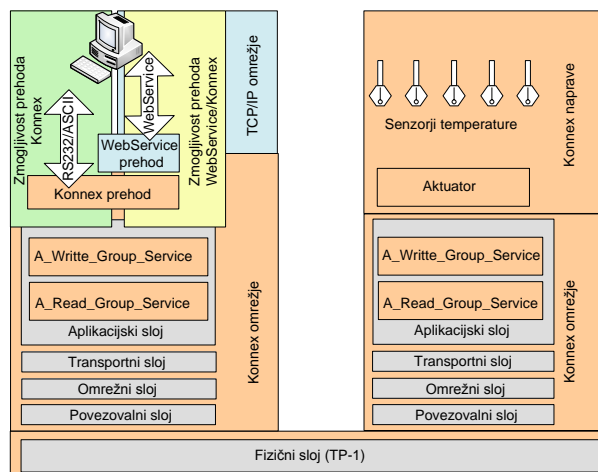 Zmogljivost prehoda
Konnex
RS232/ASCII
WebService
Zmogljivost prehoda
WebService/Konnex
TCP/IP omrežje
WebService
prehod
Konnex prehod
A_Writte_Group_Service
A_Read_Group_Service
Aplikacijski sloj
Transportni sloj
Omrežni sloj
Povezovalni sloj
Konnex omrežje
Senzorji temperature
Aktuator
Konnex naprave
A_Writte_Group_Service
A_Read_Group_Service
Aplikacijski sloj
Transportni sloj
Omrežni sloj
Povezovalni sloj
Konnex omrežje
Fizični sloj (TP-1)